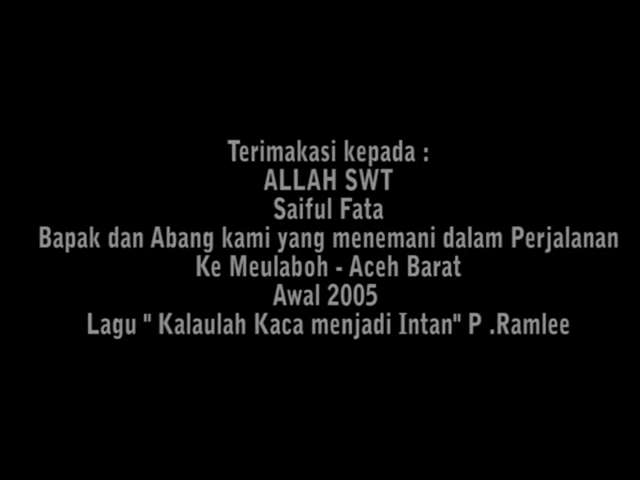 Terimakasi kepada :
ALLAH SWT
Saiful Fata
Bapak dan Abang kami yang menemani dalam Perjalanan
Ke Meulaboh - Aceh Barat
Awal 2005
Lagu " Kalaulah Kaca menjadi Intan" P .Ramlee